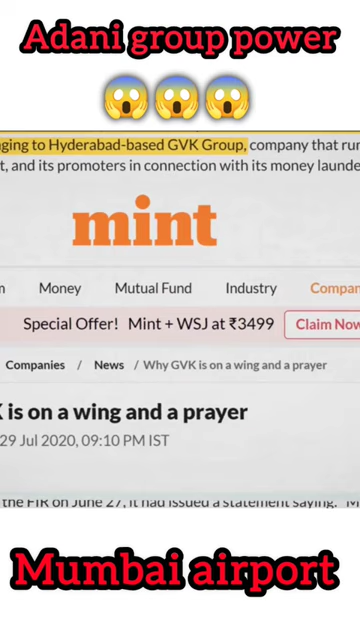 Adani group power
😱😱😱
ging to Hyderabad-based GVK Group, company that run
t, and its promoters in connection with its money launde
mint
m Money Mutual Fund Industry Compan
Special Offer! Mint + WSJ at ₹3499 Claim Now
Companies / News / Why GVK is on a wing and a prayer
K is on a wing and a prayer
29 Jul 2020, 09:10 PM IST
the FIR on June 27, it had issued a statement saying: "M
Mumbai airport